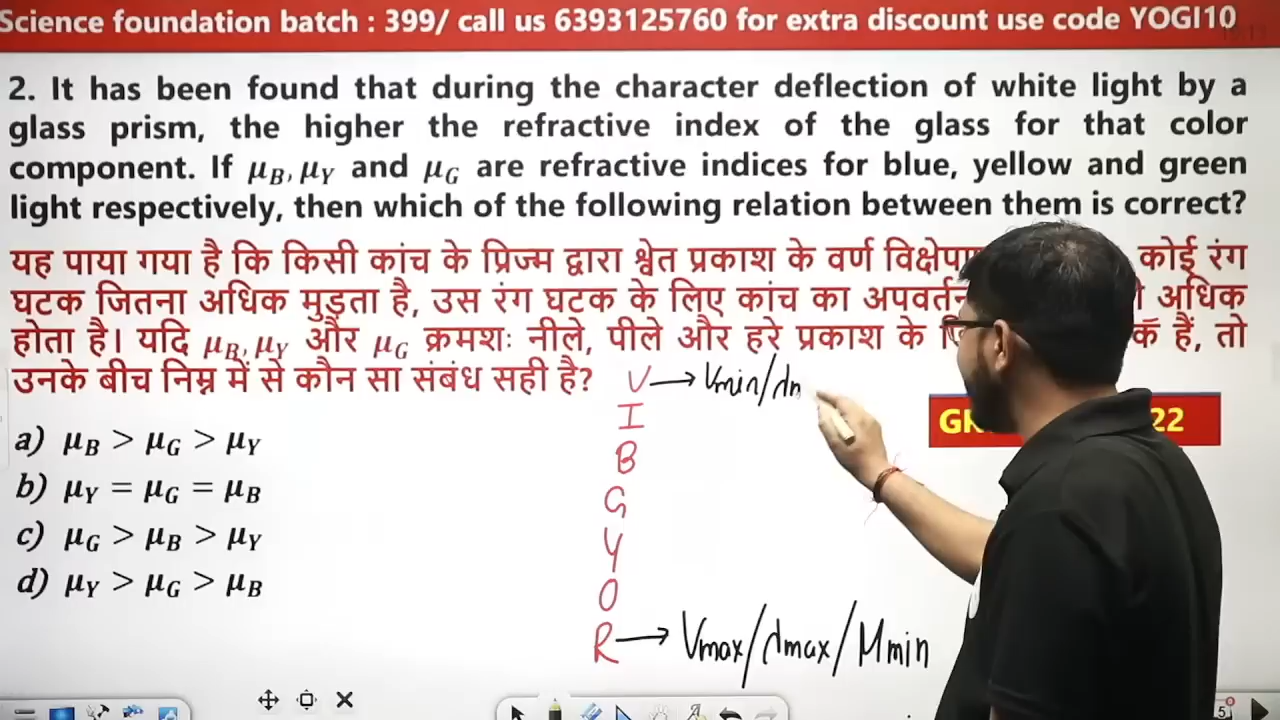 Science foundation batch : 399/ call us 6393125760 for extra discount use code YOGI10
2. It has been found that during the character deflection of white light by a
glass prism, the higher the refractive index of the glass for that color
component. If μB, μY and μG are refractive indices for blue, yellow and green
light respectively, then which of the following relation between them is correct?
यह पाया गया है कि किसी कांच के प्रिज्म द्वारा श्वेत प्रकाश के वर्ण कोई रंग
घटक जितना अधिक मुड़ता है, उस रंग घटक के लिए कांच का अधिक
होता है। यदि μB, μY और μG क्रमशः नीले, पीले और हरे प्रकाश के हैं, तो
उनके बीच निम्न में से कौन सा संबंध सही है?
V → Vmin/λm
I
B
G
Y
O
R → Vmax/λmax/μmin
22
a) μB > μG > μY
b) μY = μG = μB
c) μG > μB > μY
d) μY > μG > μB